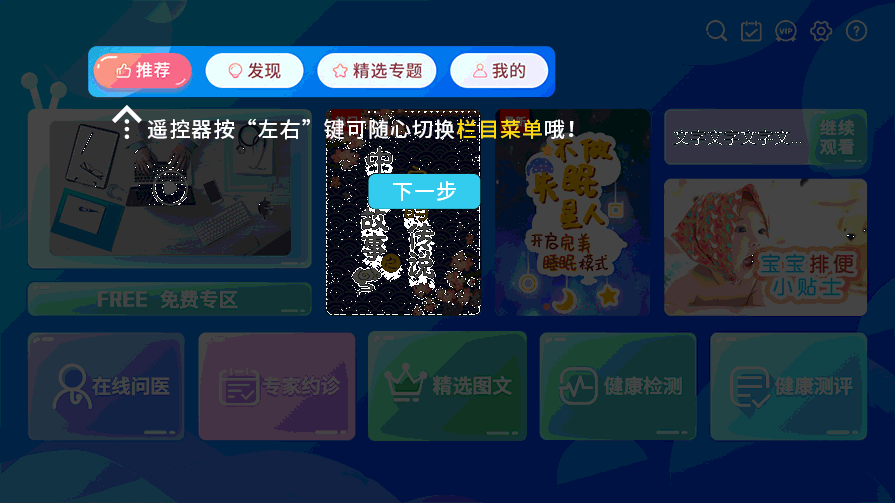 VIP
推荐
发现
精选专题
我的
遥控器按“左右”键可随心切换栏目菜单哦！
下一步
文字文字文字文...
继续
观看
不做
失眠
星人
开启完美
睡眠模式
宝宝排便
小贴士
FREE 免费专区
在线问医
专家约诊
精选图文
健康检测
健康测评